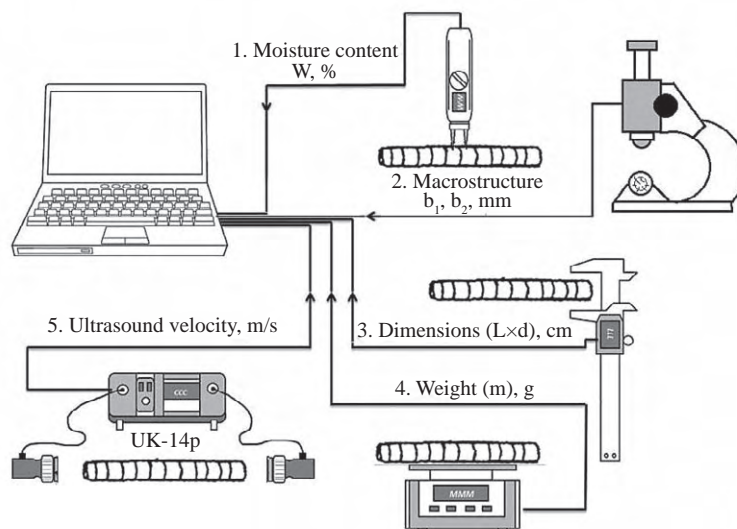 1. Moisture content
W, %
2. Macrostructure
b₁, b₂, mm
5. Ultrasound velocity, m/s
3. Dimensions (L×d), cm
4. Weight (m), g
CCC
UK-14p
MMM